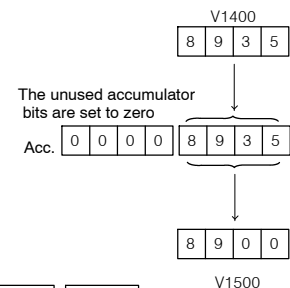 V1400
8 9 3 5
The unused accumulator
bits are set to zero
Acc. 0 0 0 0 8 9 3 5
8 9 0 0
V1500